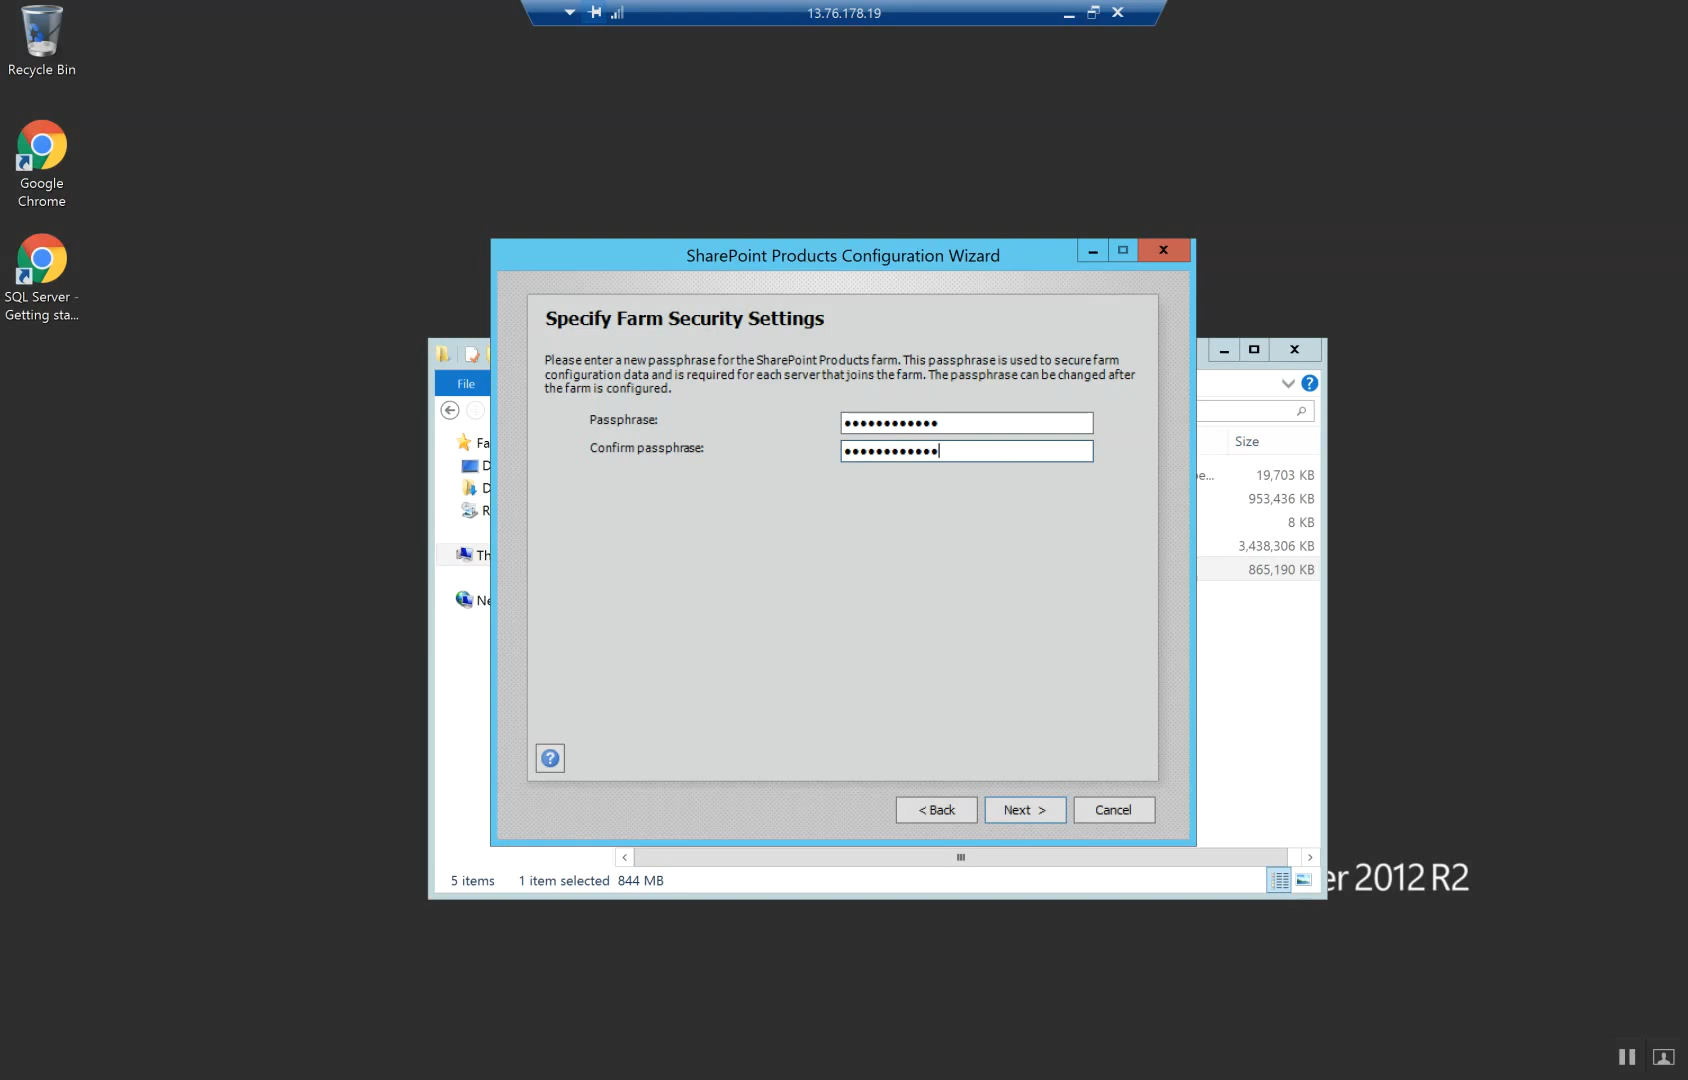 13.76.178.19
Recycle Bin
Google
Chrome
SQL Server -
Getting sta...
SharePoint Products Configuration Wizard
Specify Farm Security Settings
Please enter a new passphrase for the SharePoint Products farm. This passphrase is used to secure farm
configuration data and is required for each server that joins the farm. The passphrase can be changed after
the farm is configured.
Passphrase:
Confirm passphrase:
< Back
Next >
Cancel
File
Fa
D
D
R
Th
Ne
Size
e...
19,703 KB
953,436 KB
8 KB
3,438,306 KB
865,190 KB
5 items
1 item selected 844 MB
er 2012 R2